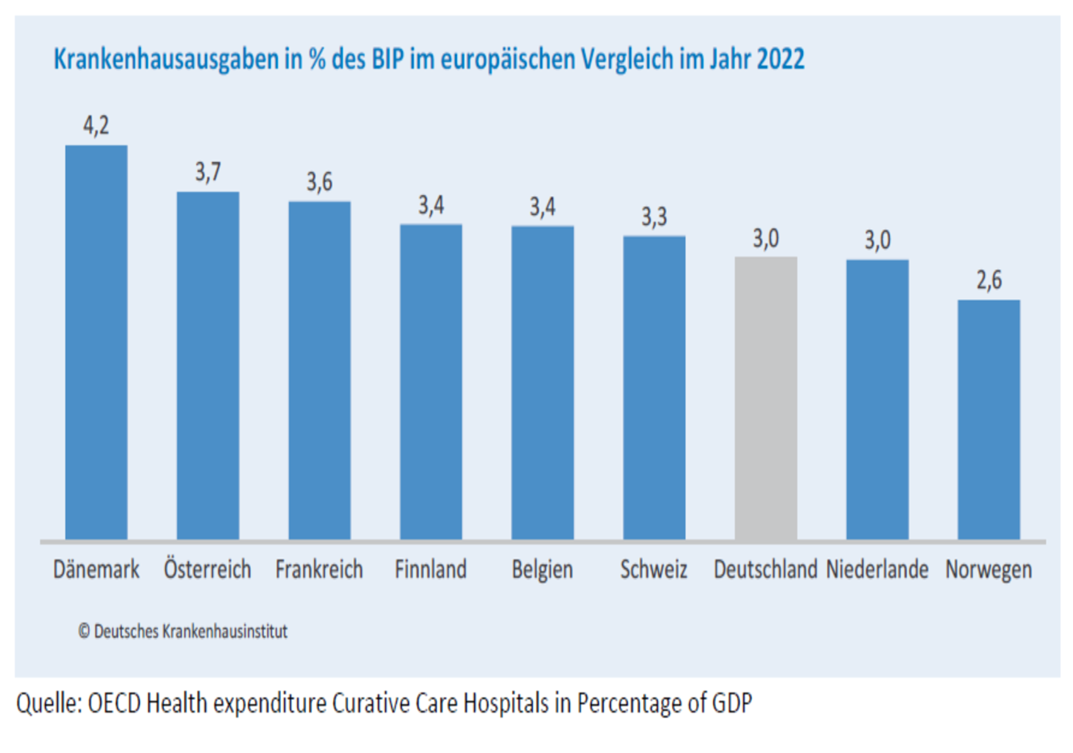 Krankenhausausgaben in % des BIP im europäischen Vergleich im Jahr 2022
4,2
3,7
3,6
3,4
3,4
3,3
3,0
3,0
2,6
Dänemark Österreich Frankreich Finnland Belgien Schweiz Deutschland Niederlande Norwegen
© Deutsches Krankenhausinstitut
Quelle: OECD Health expenditure Curative Care Hospitals in Percentage of GDP